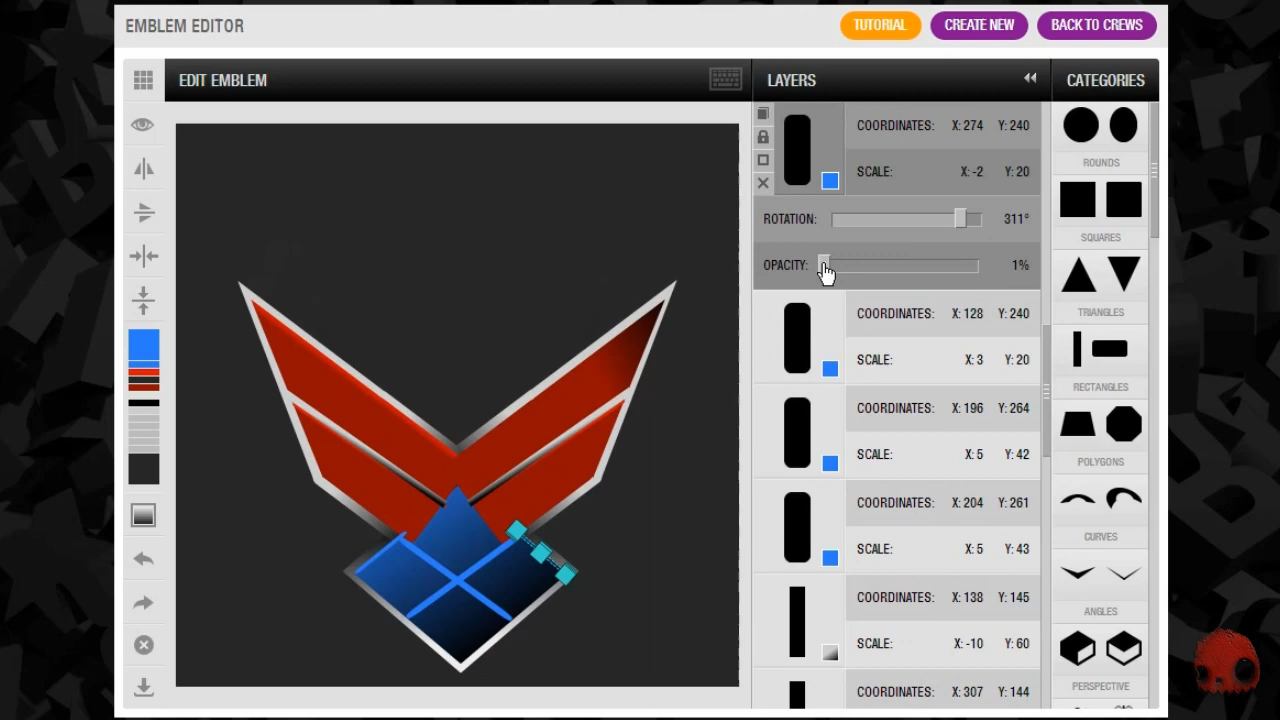 EMBLEM EDITOR
TUTORIAL
CREATE NEW
BACK TO CREWS
EDIT EMBLEM
LAYERS
CATEGORIES
COORDINATES: X: 274 Y: 240
SCALE: X: -2 Y: 20
ROTATION: 311°
OPACITY: 1%
COORDINATES: X: 128 Y: 240
SCALE: X: 3 Y: 20
COORDINATES: X: 196 Y: 264
SCALE: X: 5 Y: 42
COORDINATES: X: 204 Y: 261
SCALE: X: 5 Y: 43
COORDINATES: X: 138 Y: 145
SCALE: X: -10 Y: 60
COORDINATES: X: 307 Y: 144
ROUNDS
SQUARES
TRIANGLES
RECTANGLES
POLYGONS
CURVES
ANGLES
PERSPECTIVE